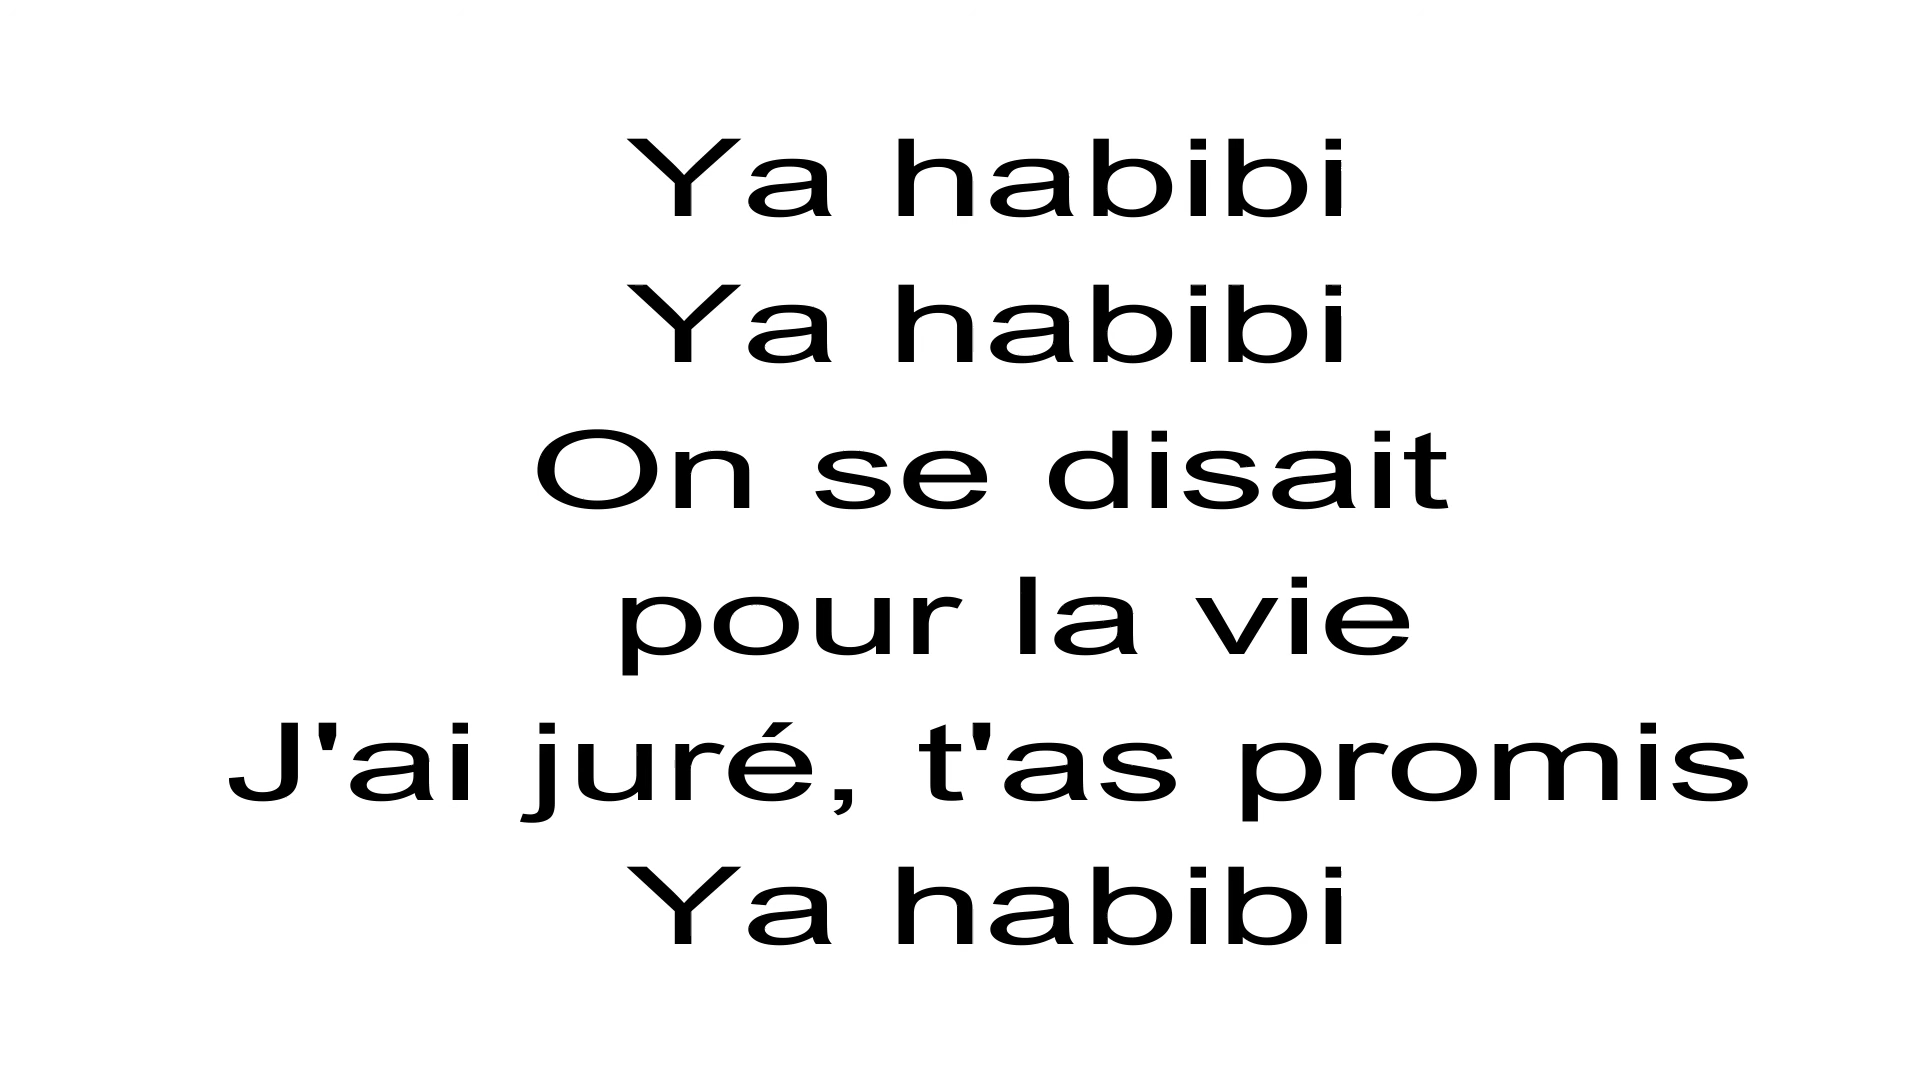 Ya habibi
Ya habibi
On se disait
pour la vie
J'ai juré, t'as promis
Ya habibi